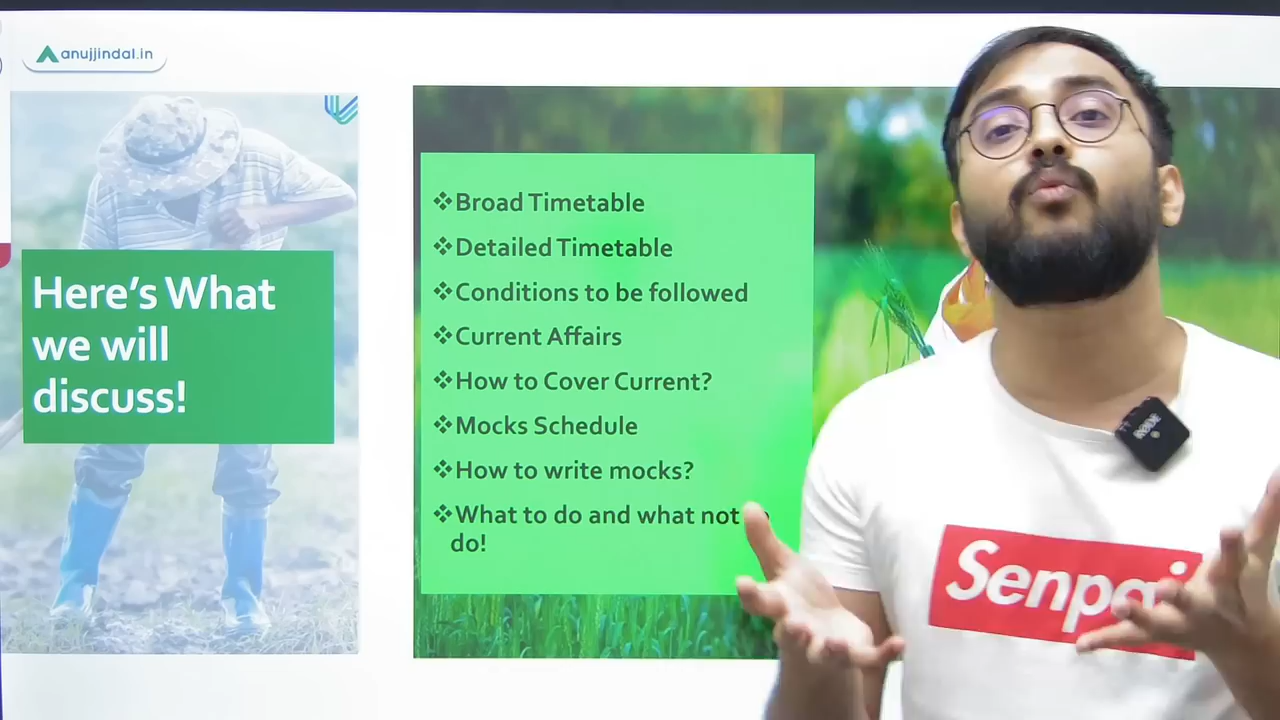 anujjindal.in
Here's What
we will
discuss!
❖Broad Timetable
❖Detailed Timetable
❖Conditions to be followed
❖Current Affairs
❖How to Cover Current?
❖Mocks Schedule
❖How to write mocks?
❖What to do and what not
do!
RØDE